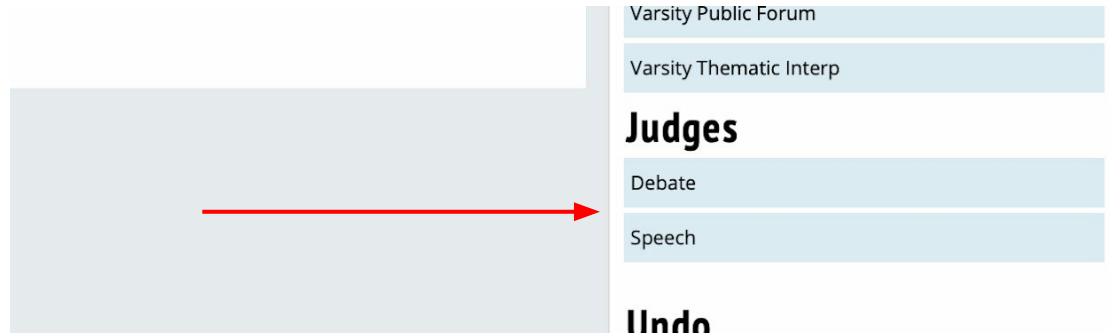 Varsity Public Forum
Varsity Thematic Interp
Judges
Debate
Speech
Undo